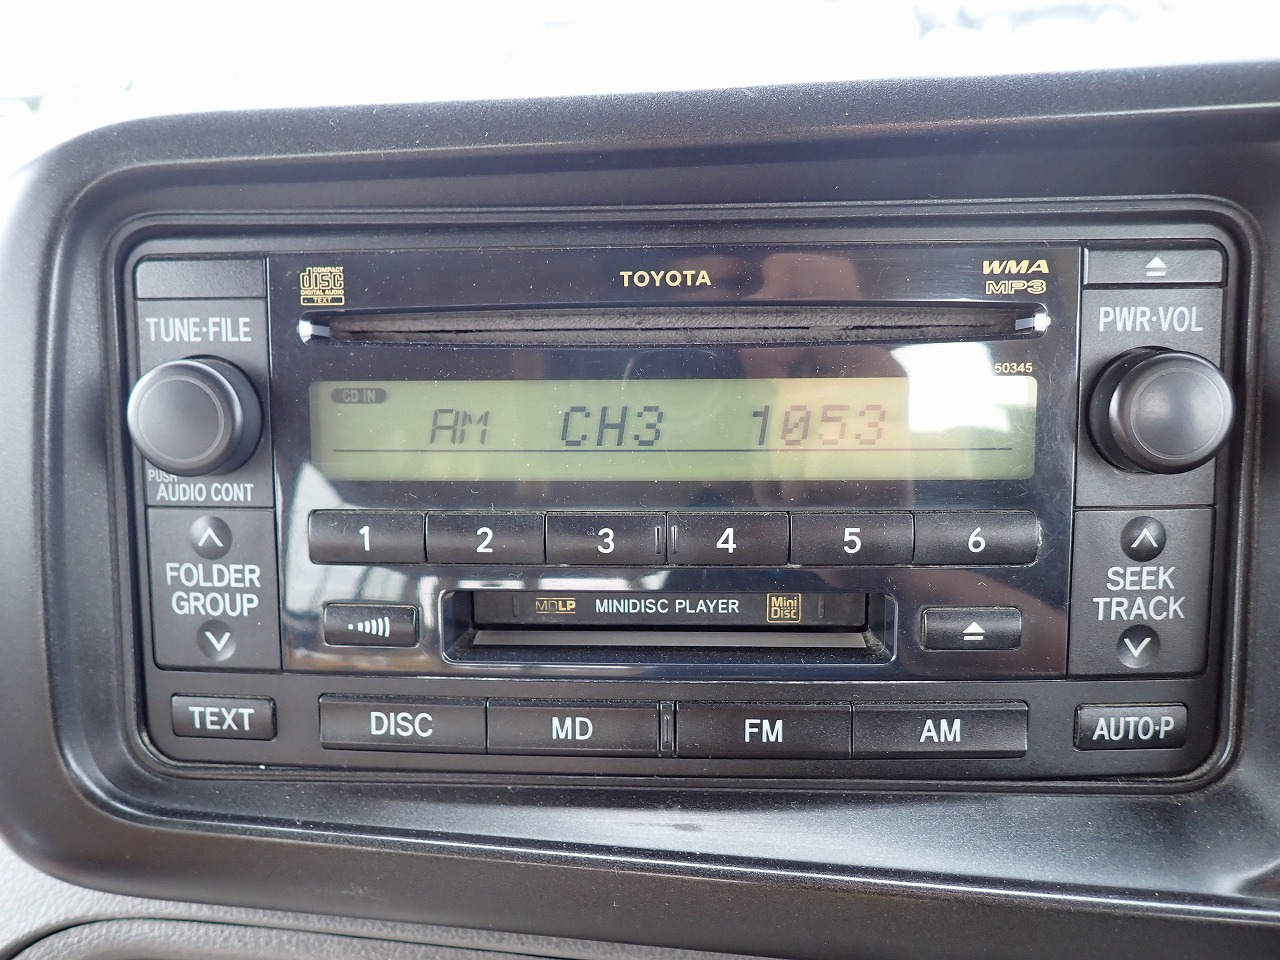 COMPACT
disc
DIGITAL AUDIO
TEXT
TOYOTA
WMA
MP3
TUNE·FILE
PWR·VOL
50345
CD IN
AM CH3 1053
PUSH
AUDIO CONT
1 2 3 4 5 6
FOLDER
GROUP
SEEK
TRACK
MDLP MINIDISC PLAYER Mini
Disc
TEXT
DISC MD FM AM
AUTO·P